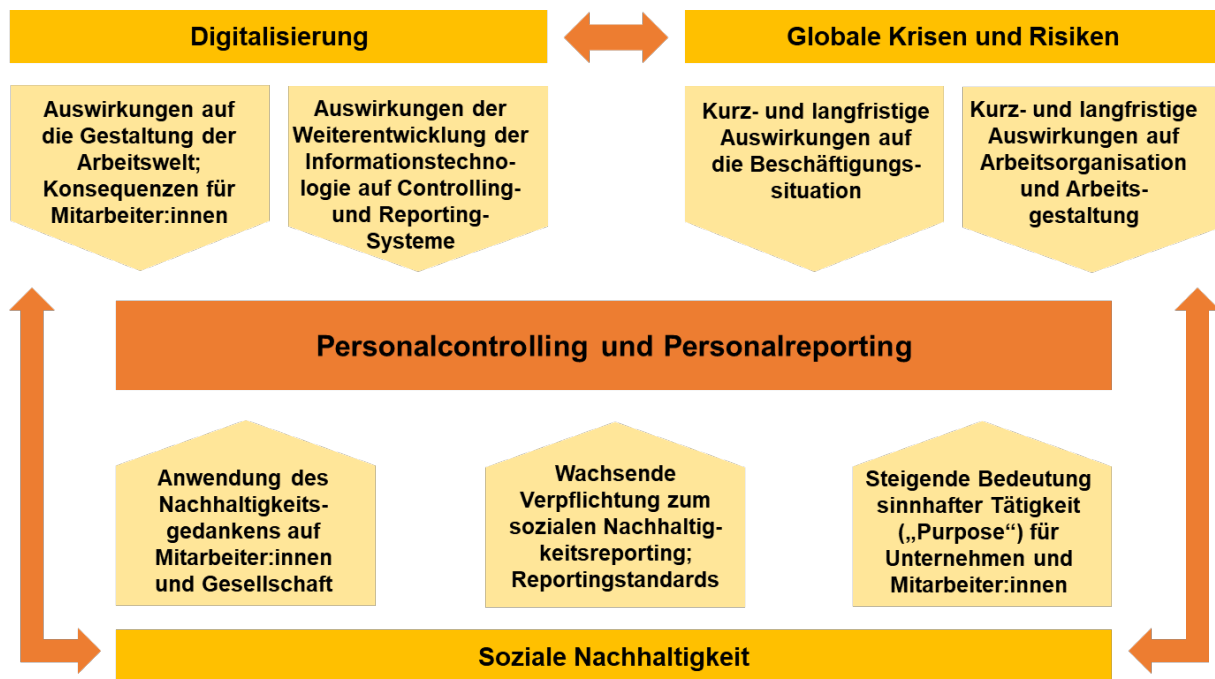 Digitalisierung
Globale Krisen und Risiken
Auswirkungen auf
die Gestaltung der
Arbeitswelt;
Konsequenzen für
Mitarbeiter:innen
Auswirkungen der
Weiterentwicklung der
Informationstechno-
logie auf Controlling-
und Reporting-
Systeme
Kurz- und langfristige
Auswirkungen auf
die Beschäftigungs-
situation
Kurz- und langfristige
Auswirkungen auf
Arbeitsorganisation
und Arbeits-
gestaltung
Personalcontrolling und Personalreporting
Anwendung des
Nachhaltigkeits-
gedankens auf
Mitarbeiter:innen
und Gesellschaft
Wachsende
Verpflichtung zum
sozialen Nachhaltig-
keitsreporting;
Reportingstandards
Steigende Bedeutung
sinnhafter Tätigkeit
(„Purpose“) für
Unternehmen und
Mitarbeiter:innen
Soziale Nachhaltigkeit